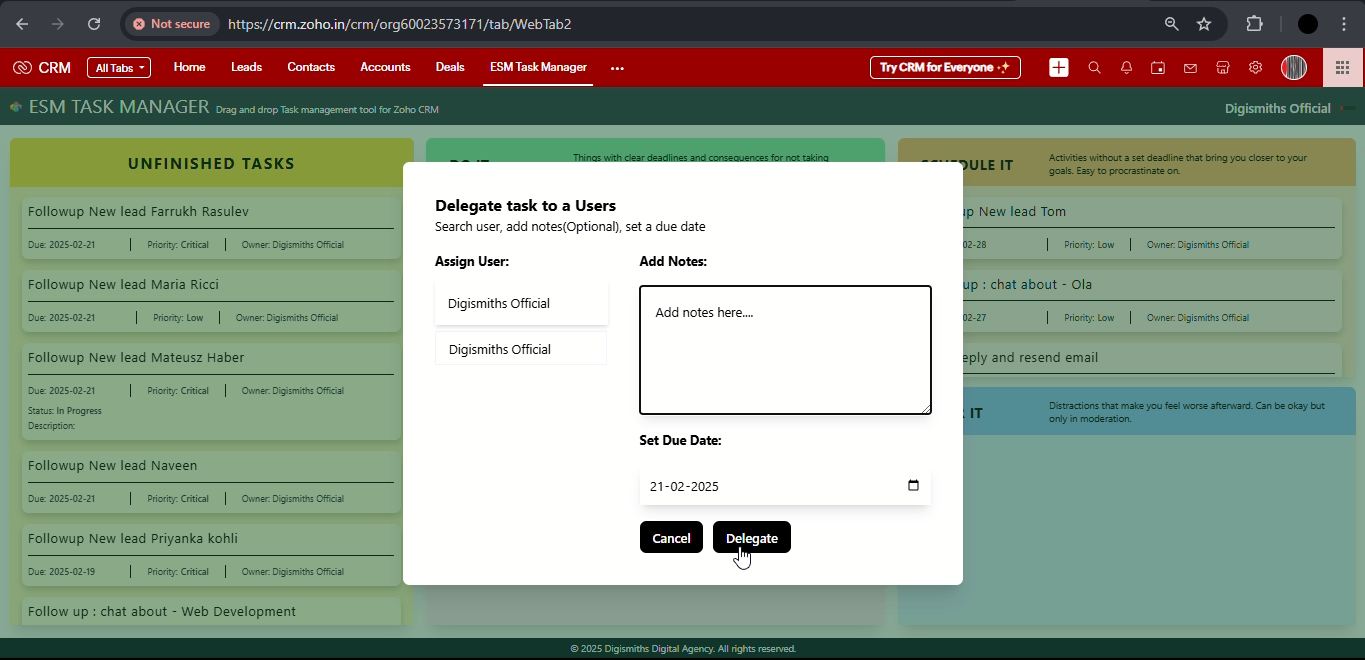 Not secure
https://crm.zoho.in/crm/org60023573171/tab/WebTab2
CRM
All Tabs
Home
Leads
Contacts
Accounts
Deals
ESM Task Manager
Try CRM for Everyone
ESM TASK MANAGER
Drag and drop Task management tool for Zoho CRM
Digismiths Official
UNFINISHED TASKS
Followup New lead Farrukh Rasulev
Due: 2025-02-21 Priority: Critical Owner: Digismiths Official
Followup New lead Maria Ricci
Due: 2025-02-21 Priority: Low Owner: Digismiths Official
Followup New lead Mateusz Haber
Due: 2025-02-21 Priority: Critical Owner: Digismiths Official
Status: In Progress
Description:
Followup New lead Naveen
Due: 2025-02-21 Priority: Critical Owner: Digismiths Official
Followup New lead Priyanka kohli
Due: 2025-02-19 Priority: Critical Owner: Digismiths Official
Follow up : chat about - Web Development
Things with clear deadlines and consequences for not taking
Delegate task to a Users
Search user, add notes(Optional), set a due date
Assign User:
Digismiths Official
Digismiths Official
Add Notes:
Add notes here....
Set Due Date:
21-02-2025
Cancel
Delegate
SCHEDULE IT
Activities without a set deadline that bring you closer to your
goals. Easy to procrastinate on.
up New lead Tom
02-28 Priority: Low Owner: Digismiths Official
up : chat about - Ola
02-27 Priority: Low Owner: Digismiths Official
eply and resend email
IT
Distractions that make you feel worse afterward. Can be okay but
only in moderation.
© 2025 Digismiths Digital Agency. All rights reserved.